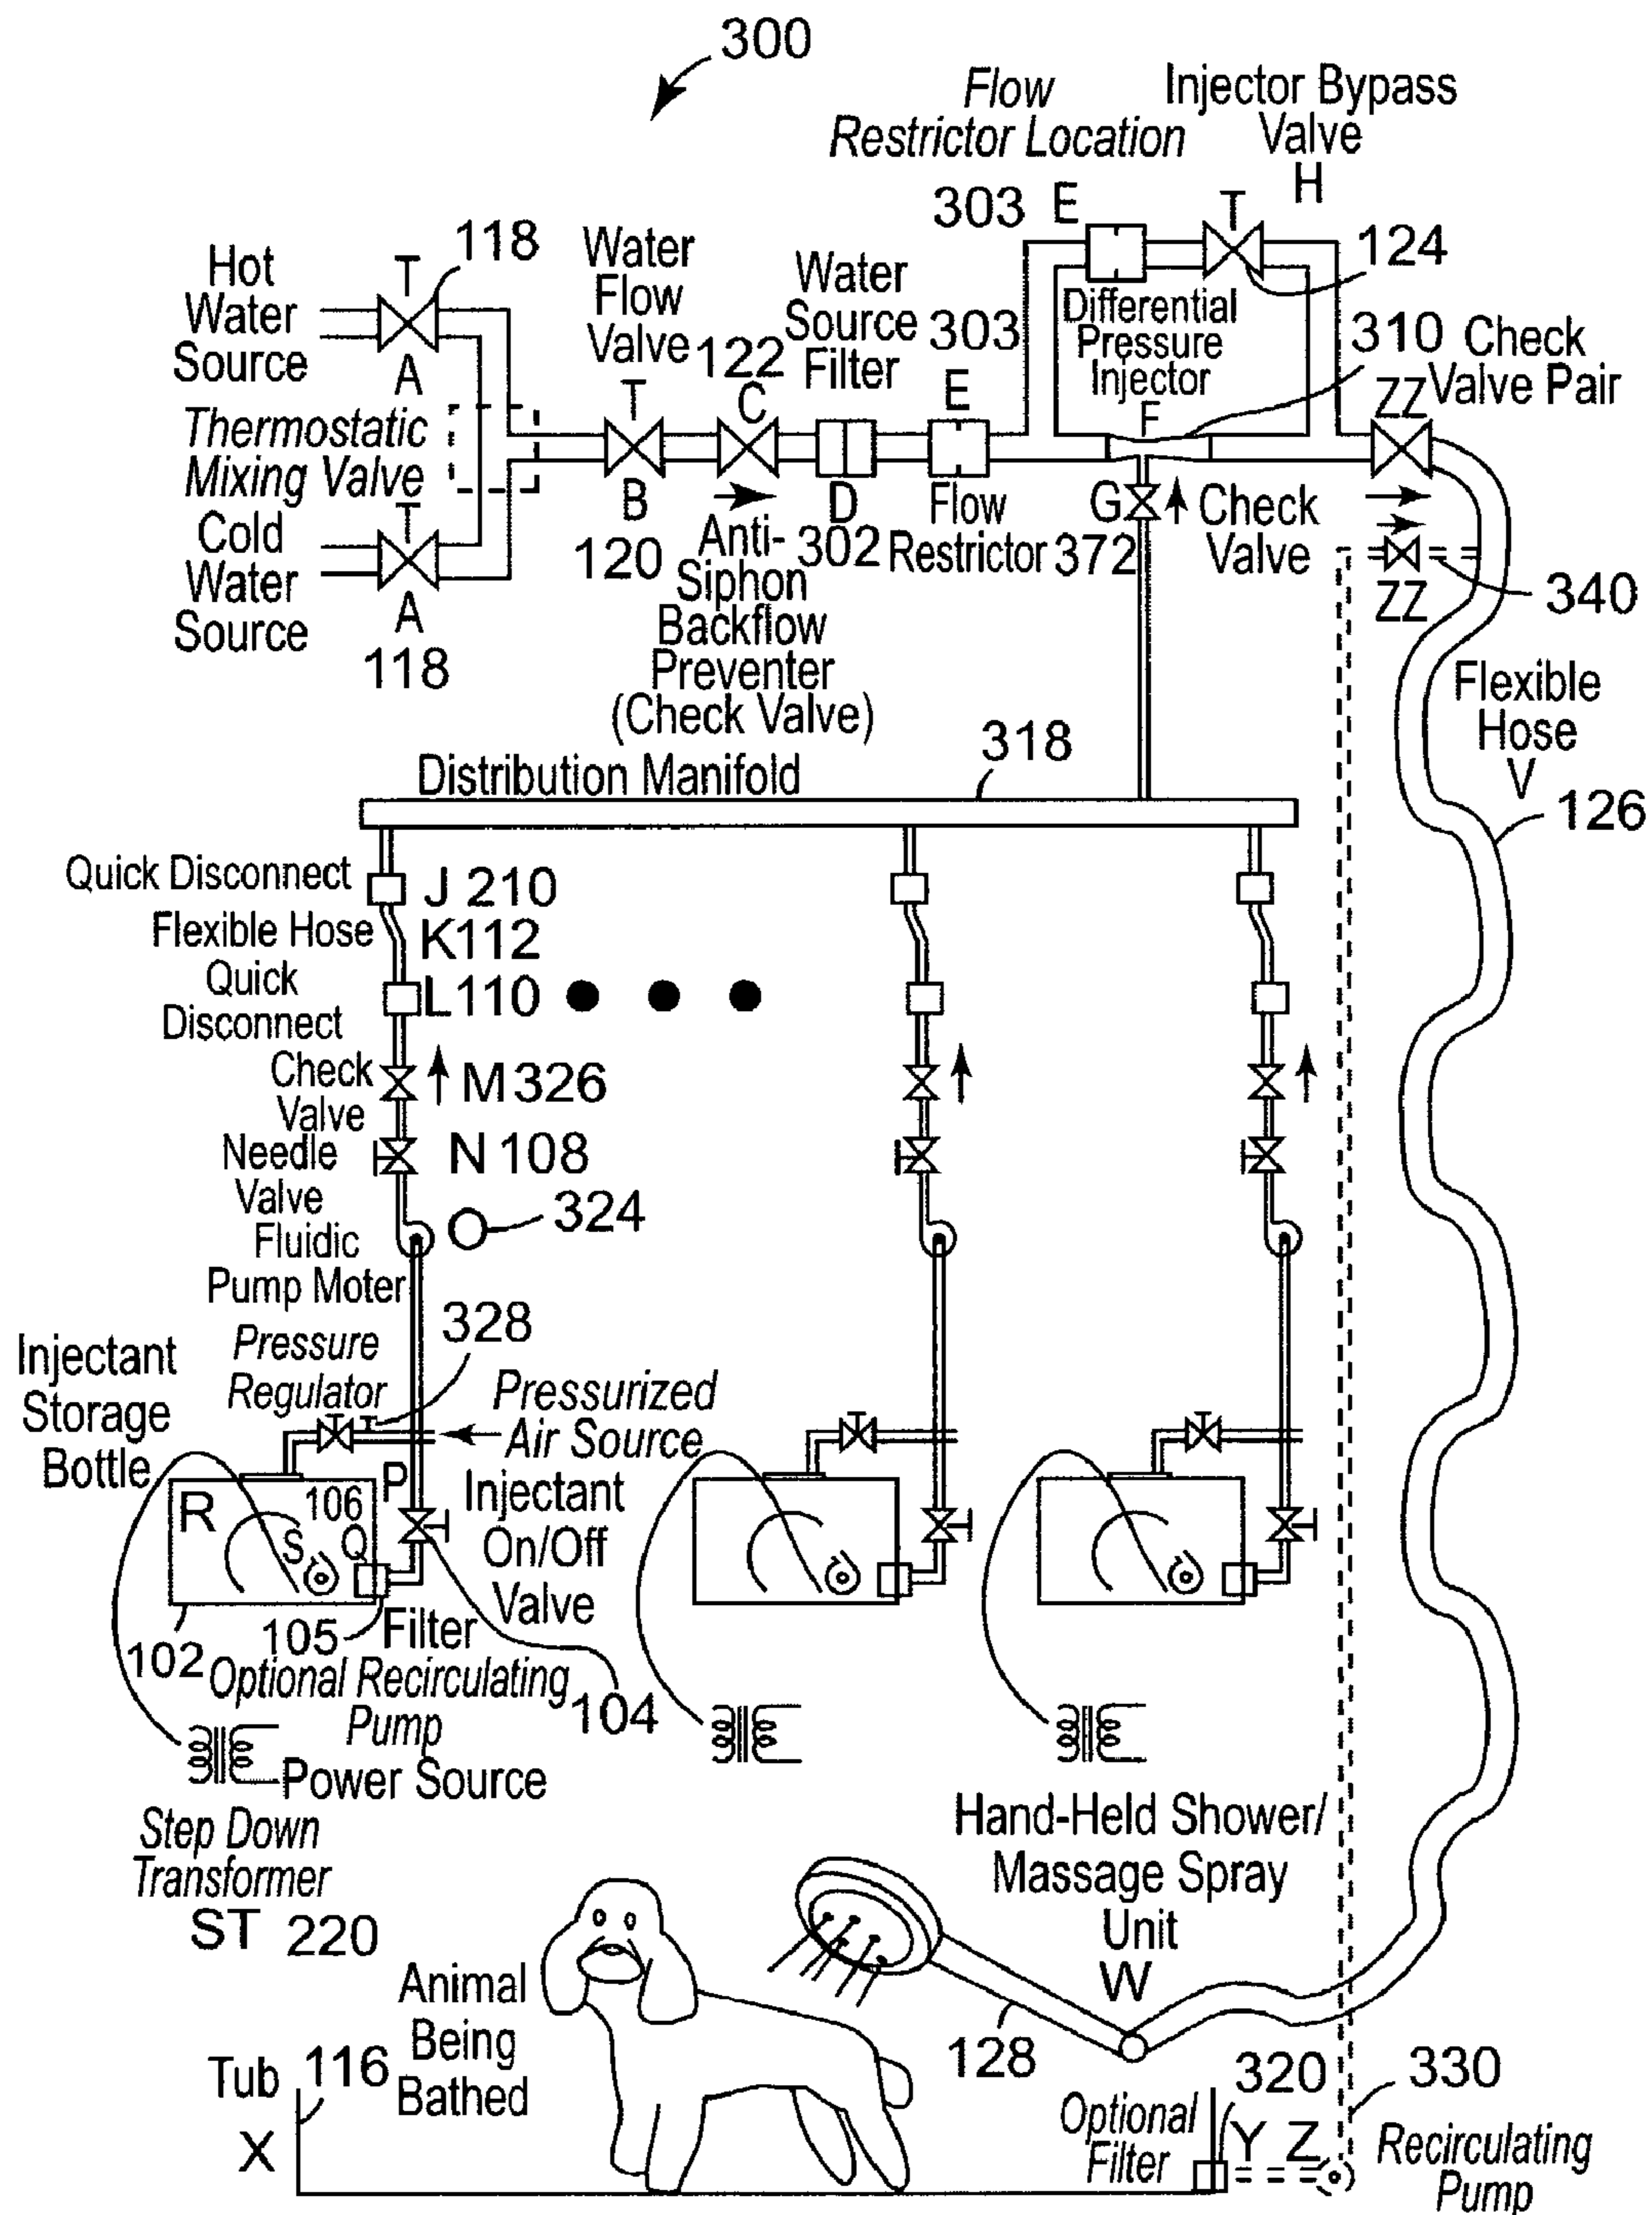 300
Flow
Restrictor Location
303 E
Injector Bypass
Valve
H
124
Hot
Water
Source
T
118
A
Thermostatic
Mixing Valve
Cold
Water
Source
T
A
118
Water
Flow
Valve
T
B
120
122
C
Anti-
Siphon
Backflow
Preventer
(Check Valve)
Water
Source
Filter
D
302
303
E
Flow
Restrictor
T
Differential
Pressure
Injector
F
310
Check
Valve Pair
ZZ
G
372
Check
Valve
ZZ
340
Flexible
Hose
V
126
Distribution Manifold
318
Quick Disconnect
J 210
Flexible Hose
K 112
Quick
Disconnect
L 110
Check
Valve
M 326
Needle
Valve
N 108
Fluidic
Pump Moter
O
324
Pressure
Regulator
328
Pressurized
Air Source
Injectant
Storage
Bottle
R
106
S
Q
P
Injectant
On/Off
Valve
102
105
Filter
Optional Recirculating
Pump
104
Power Source
Step Down
Transformer
ST 220
Hand-Held Shower/
Massage Spray
Unit
W
128
Animal
Being
Bathed
Tub
X
116
Optional
Filter
320
Y Z
330
Recirculating
Pump